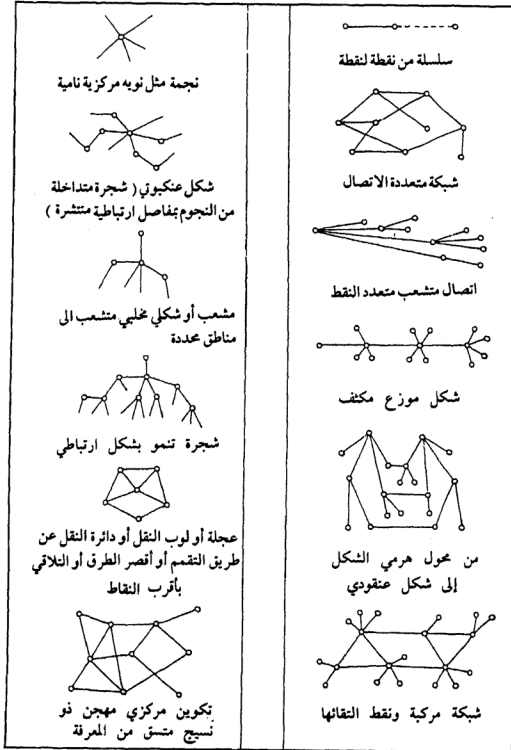 سلسلة من نقطة لنقطة
شبكة متعددة الاتصال
اتصال متشعب متعدد النقط
شكل موزع مكثف
من محول هرمي الشكل
إلى شكل عنقودي
شبكة مركبة ونقط التقائها
نجمة مثل نويه مركزية نامية
شكل عنكبوتي ( شجرة متداخلة
من النجوم بمفاصل ارتباطية منتشرة )
مشعب أو شكلي مخلبي متشعب الى
مناطق محددة
شجرة تنمو بشكل ارتباطي
عجلة أو لوب النقل أو دائرة النقل عن
طريق التقمم أو أقصر الطرق أو التلاقي
بأقرب النقاط
تكوين مركزي مهجن ذو
نسيج متسق من المعرفة